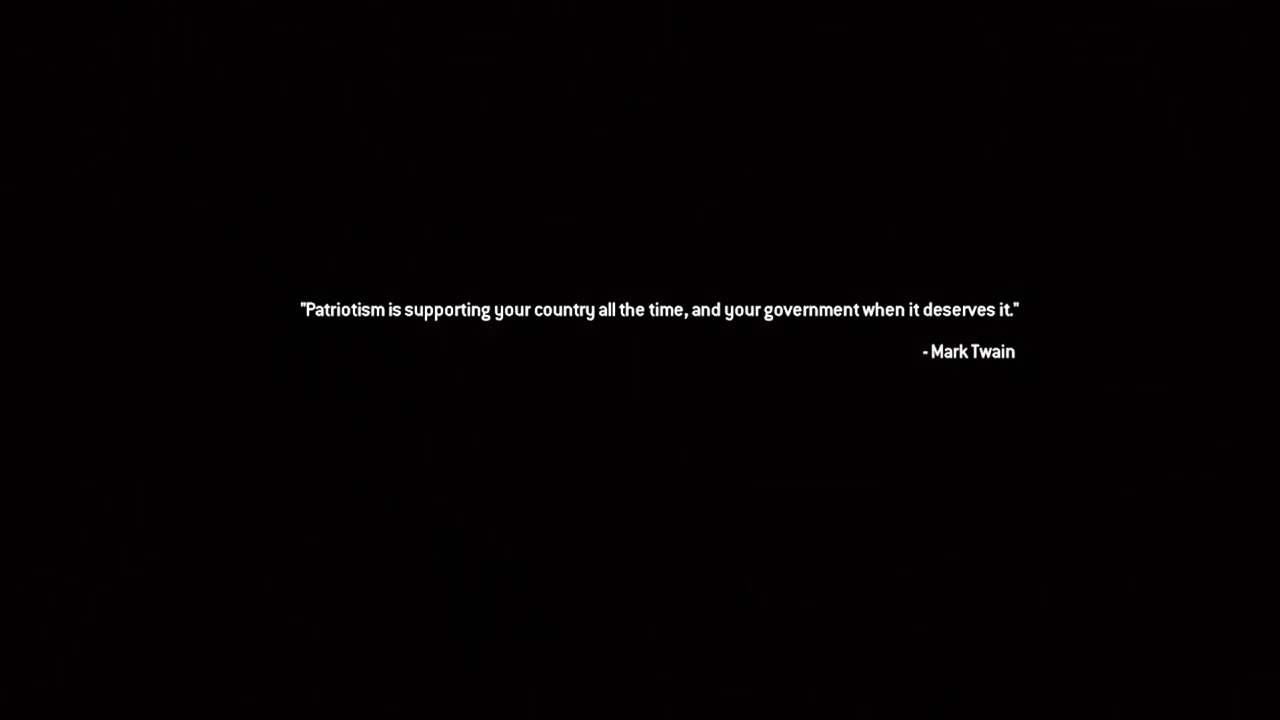 "Patriotism is supporting your country all the time, and your government when it deserves it."
- Mark Twain